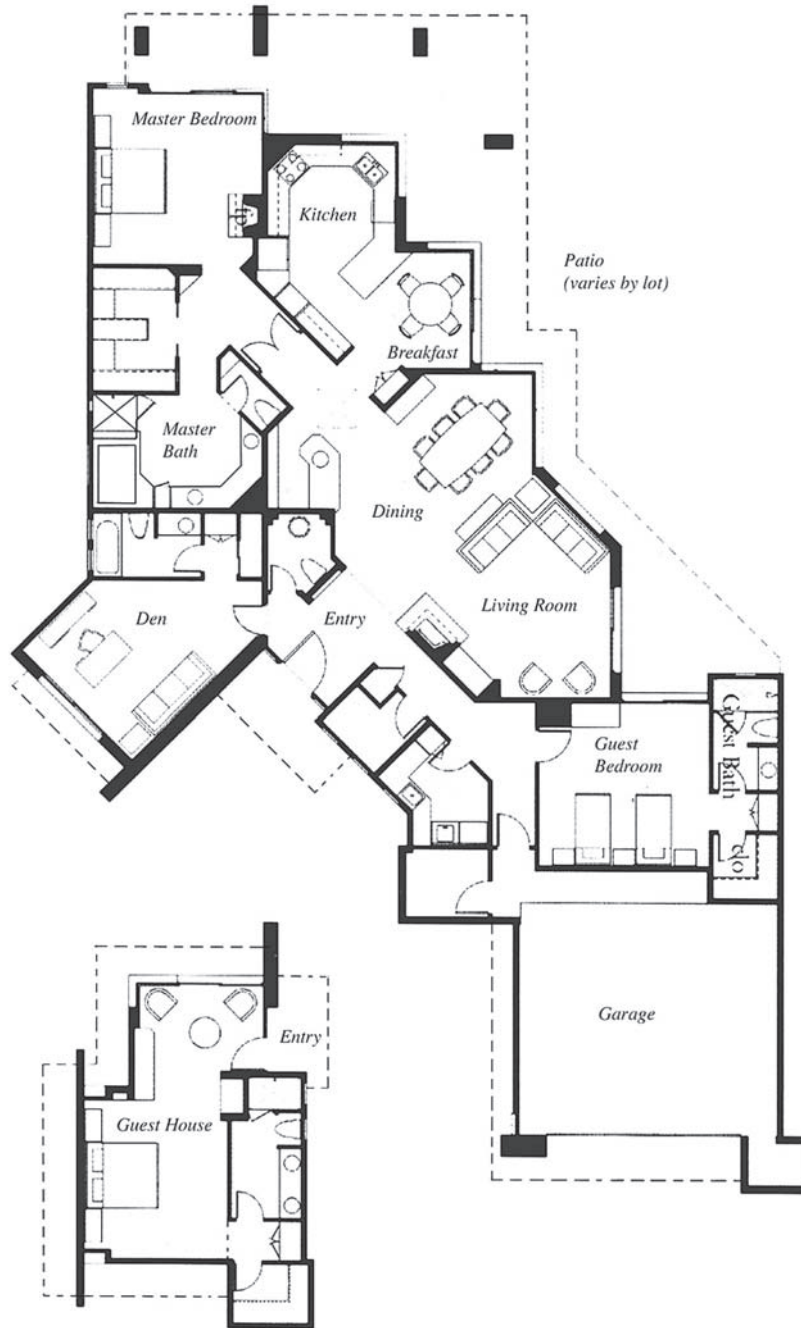 Master Bedroom
Kitchen
Patio
(varies by lot)
Breakfast
Master
Bath
Dining
Den
Entry
Living Room
Guest
Bedroom
Guest Bath
clo
Garage
Entry
Guest House